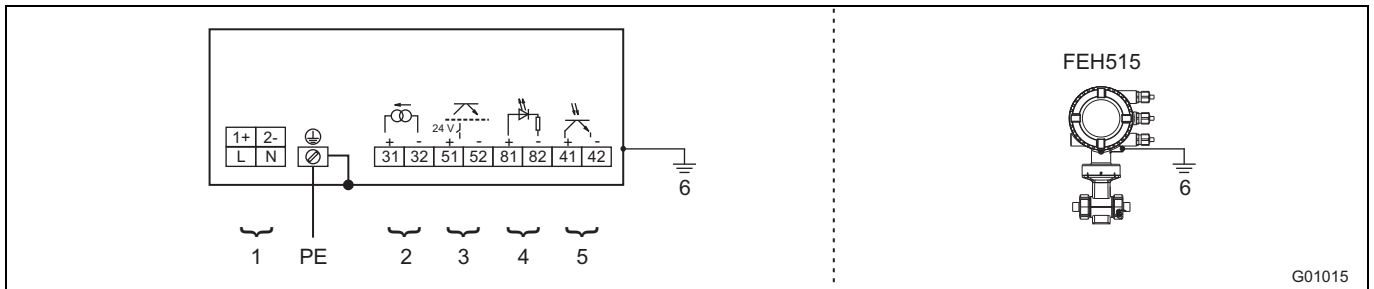 FEH515
24 V
+ - + - + - + -
1+ 2-
L N
31 32 51 52 81 82 41 42
6
6
1 PE 2 3 4 5
G01015